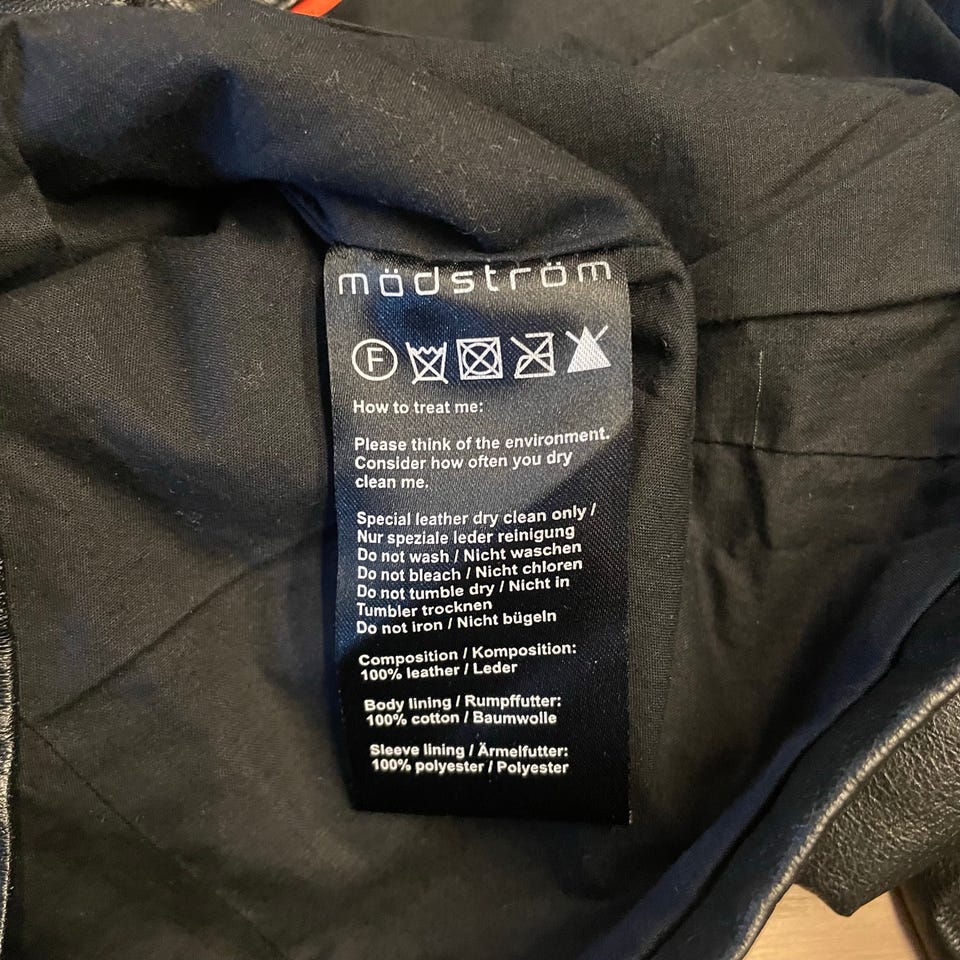 mödström
F
How to treat me:
Please think of the environment.
Consider how often you dry
clean me.
Special leather dry clean only /
Nur speziale leder reinigung
Do not wash / Nicht waschen
Do not bleach / Nicht chloren
Do not tumble dry / Nicht in
Tumbler trocknen
Do not iron / Nicht bügeln
Composition / Komposition:
100% leather / Leder
Body lining / Rumpffutter:
100% cotton / Baumwolle
Sleeve lining / Ärmelfutter:
100% polyester / Polyester